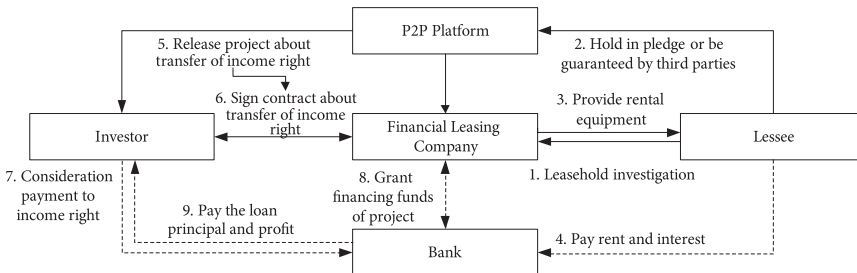 P2P Platform
5. Release project about
transfer of income right
2. Hold in pledge or be
guaranteed by third parties
6. Sign contract about
transfer of income
right
3. Provide rental
equipment
Investor
Financial Leasing
Company
Lessee
1. Leasehold investigation
7. Consideration
payment to
income right
8. Grant
financing funds
of project
9. Pay the loan
principal and profit
4. Pay rent and interest
Bank